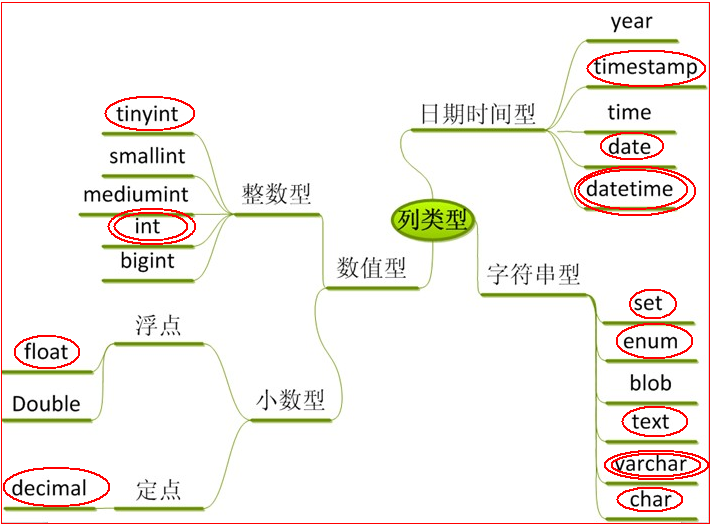 year
timestamp
time
date
datetime
日期时间型
tinyint
smallint
mediumint
int
bigint
整数型
列类型
数值型
字符串型
set
enum
blob
text
varchar
char
浮点
float
Double
小数型
decimal
定点